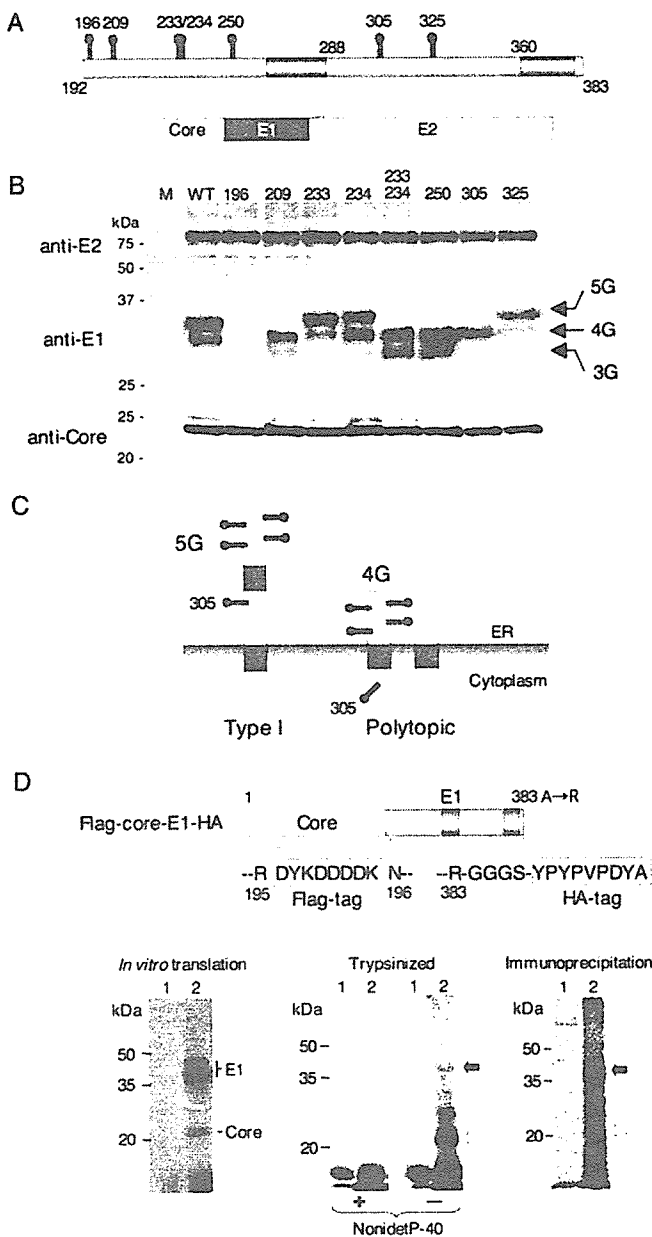 A
196 209 233/234 250 305 325
288 360
192 383
Core E1 E2
B
233
M WT 196 209 233 234 234 250 305 325
kDa
anti-E2 75 -
50 -
37 -
5G
anti-E1
4G
3G
25 -
25 -
anti-Core
20 -
C
5G
4G
305
ER
Cytoplasm
305
Type I Polytopic
D
1 E1 383 A→R
Flag-core-E1-HA Core
--R DYKDDDDK N-- --R-GGGS-YPYPVPDYA
195 Flag-tag 196 383 HA-tag
In vitro translation Trypsinized Immunoprecipitation
1 2 1 2 1 2 1 2
kDa kDa kDa
50 - 50 - 50 -
E1
35 - 35 - 35 -
-Core
20 - 20 - 20 -
+ −
NonidetP-40